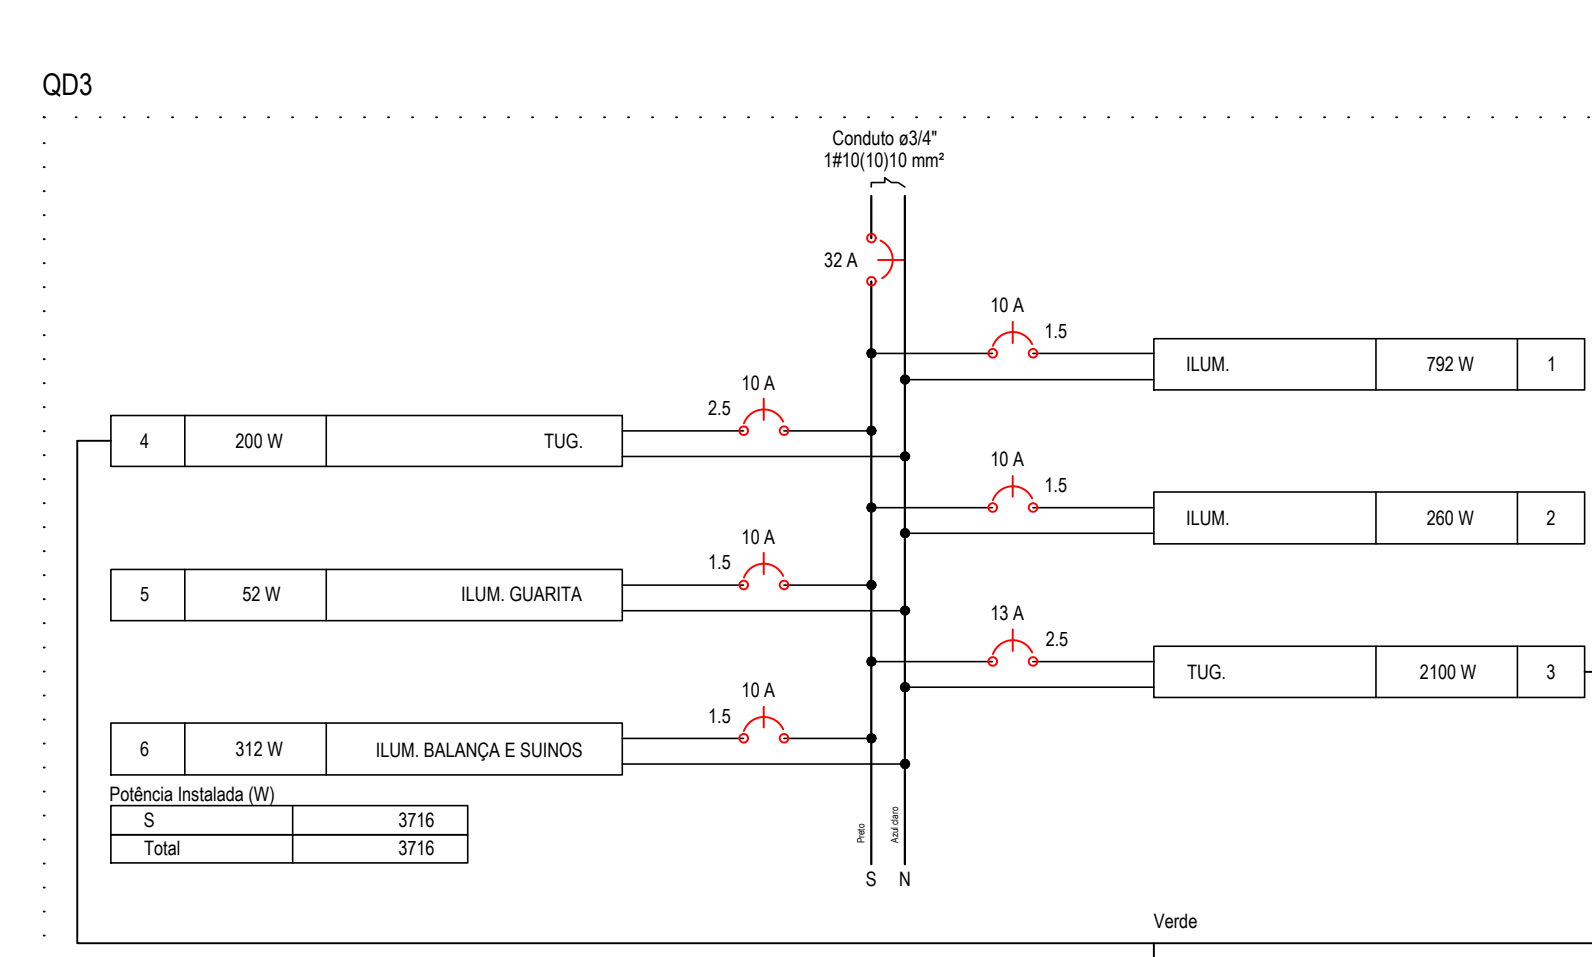 QD3
Conduto ø3/4"
1#10(10)10 mm²
32 A
10 A
1.5
ILUM. 792 W 1
10 A
2.5
4 200 W TUG.
10 A
1.5
ILUM. 260 W 2
10 A
1.5
5 52 W ILUM. GUARITA
13 A
2.5
TUG. 2100 W 3
10 A
1.5
6 312 W ILUM. BALANÇA E SUINOS
Potência Instalada (W)
S 3716
Total 3716
Preto
Azul claro
S N
Verde